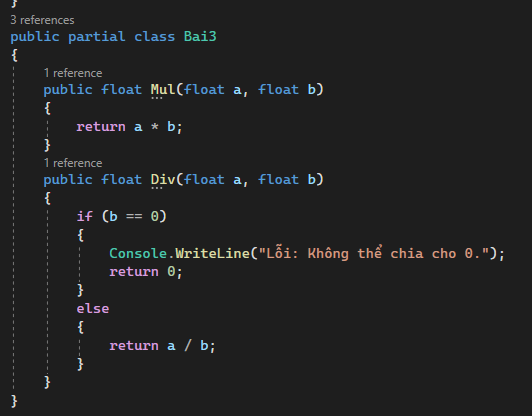 }
3 references
public partial class Bai3
{
1 reference
public float Mul(float a, float b)
{
return a * b;
}
1 reference
public float Div(float a, float b)
{
if (b == 0)
{
Console.WriteLine("Lỗi: Không thể chia cho 0.");
return 0;
}
else
{
return a / b;
}
}
}